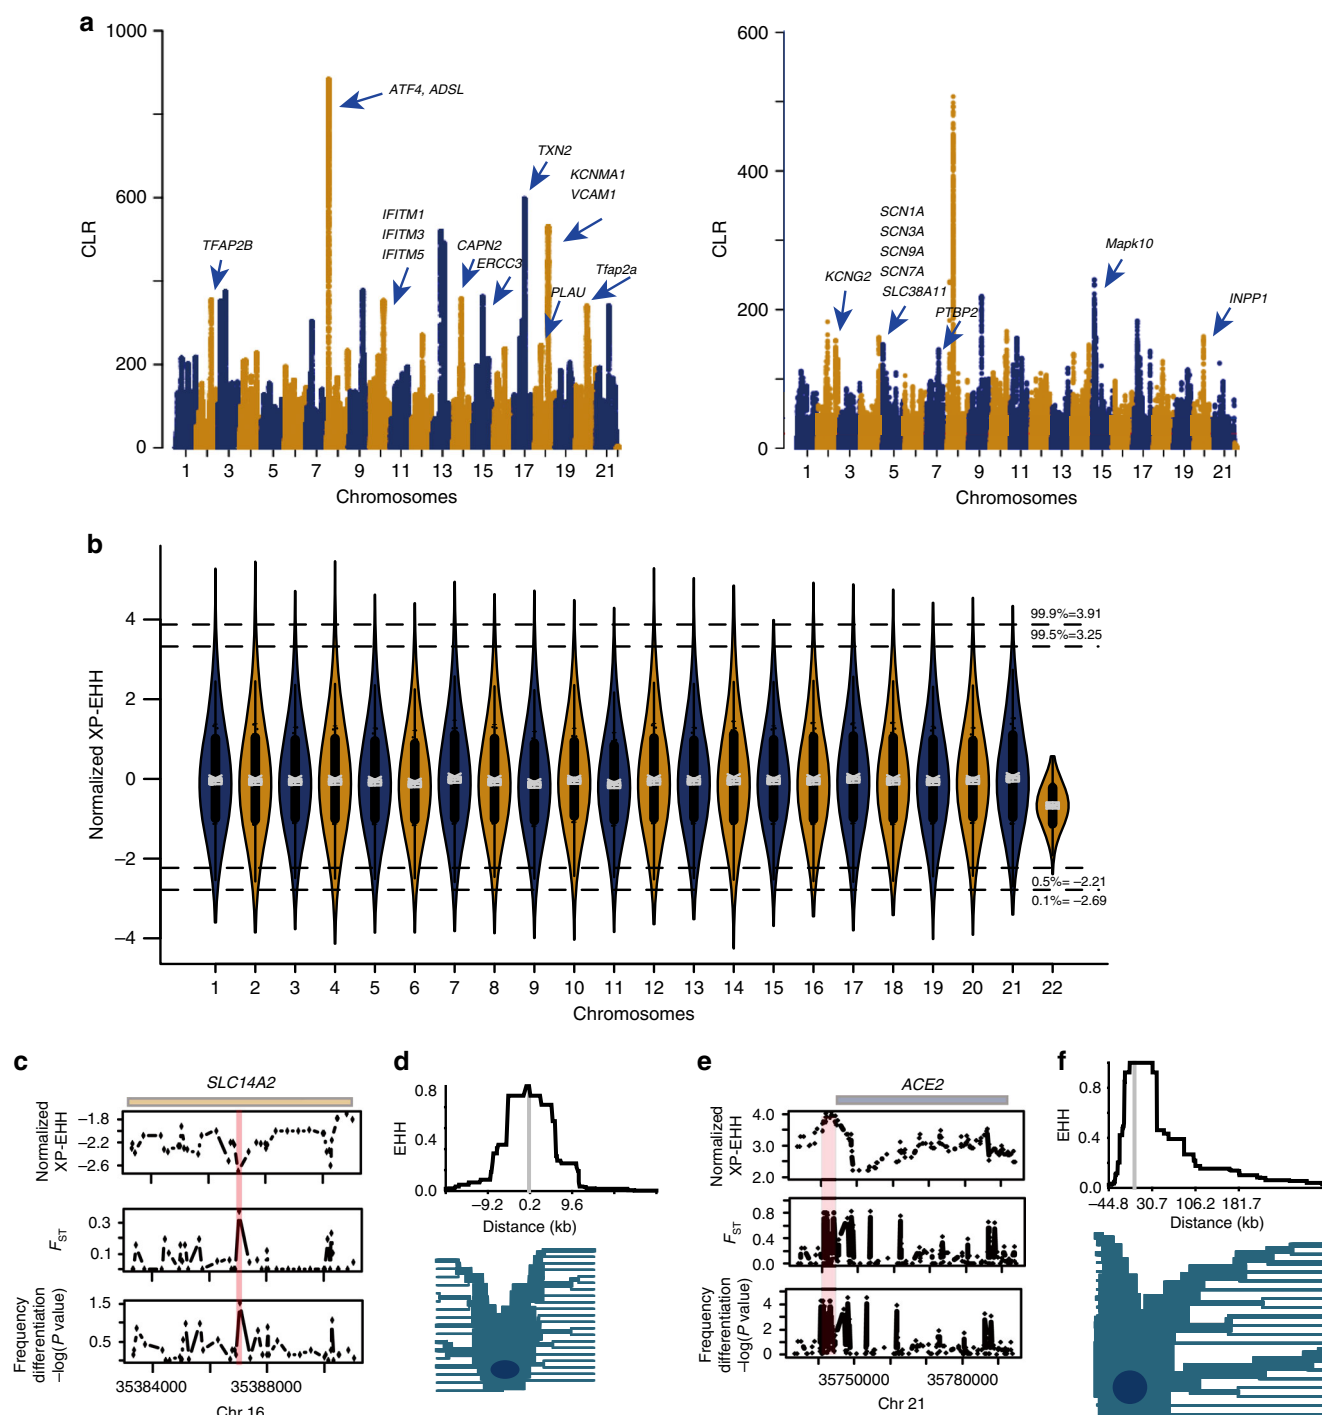 a
1000
600
200
0
CLR
ATF4, ADSL
TXN2
KCNMA1
VCAM1
IFITM1
IFITM3
IFITM5
TFAP2B
CAPN2
ERCC3
Tfap2a
PLAU
1 3 5 7 9 11 13 15 17 19 21
Chromosomes
600
400
200
0
CLR
SCN1A
SCN3A
SCN9A
SCN7A
SLC38A11
KCNG2
PTBP2
Mapk10
INPP1
1 3 5 7 9 11 13 15 17 19 21
Chromosomes
b
4
2
0
−2
−4
Normalized XP-EHH
99.9%=3.91
99.5%=3.25
0.5%= −2.21
0.1%= −2.69
1 2 3 4 5 6 7 8 9 10 11 12 13 14 15 16 17 18 19 20 21 22
Chromosomes
c
SLC14A2
Normalized
XP-EHH
−1.8
−2.2
−2.6
FST
0.3
0.1
Frequency
differentiation
−log(P value)
1.5
0.5
35384000 35388000
Chr 16
d
EHH
0.8
0.4
0.0
−9.2 0.2 9.6
Distance (kb)
e
ACE2
Normalized
XP-EHH
4.0
3.0
2.0
FST
0.8
0.4
0.0
Frequency
differentiation
−log(P value)
4
2
0
35750000 35780000
Chr 21
f
EHH
0.8
0.4
0.0
−44.8 30.7 106.2 181.7
Distance (kb)